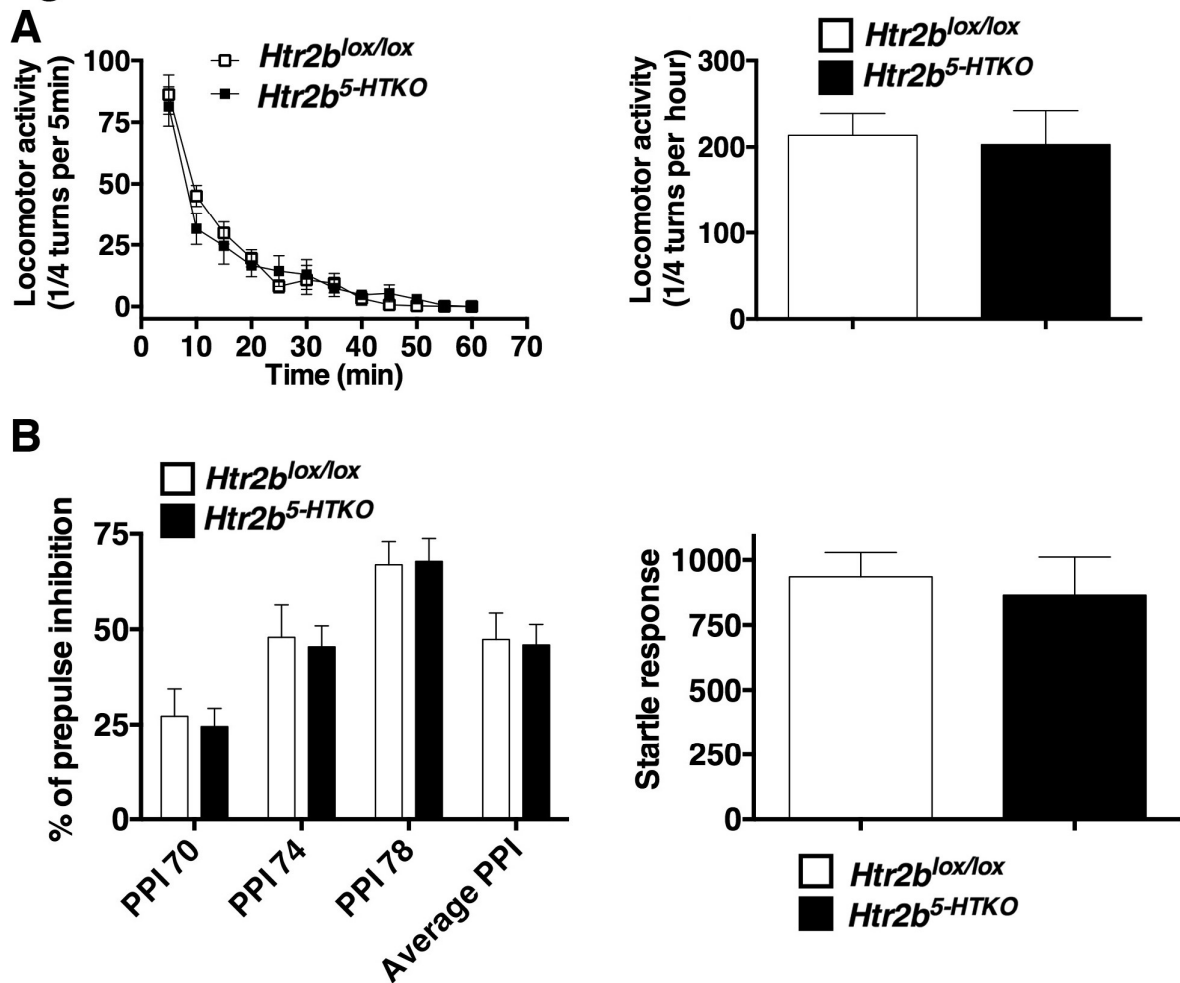 A
Locomotor activity
(1/4 turns per 5min)
100
75
50
25
0
Htr2b^lox/lox
Htr2b^5-HTKO
0 10 20 30 40 50 60 70
Time (min)
Locomotor activity
(1/4 turns per hour)
300
200
100
0
Htr2b^lox/lox
Htr2b^5-HTKO
B
% of prepulse inhibition
75
50
25
0
Htr2b^lox/lox
Htr2b^5-HTKO
PPI 70
PPI 74
PPI 78
Average PPI
Startle response
1000
750
500
250
0
Htr2b^lox/lox
Htr2b^5-HTKO